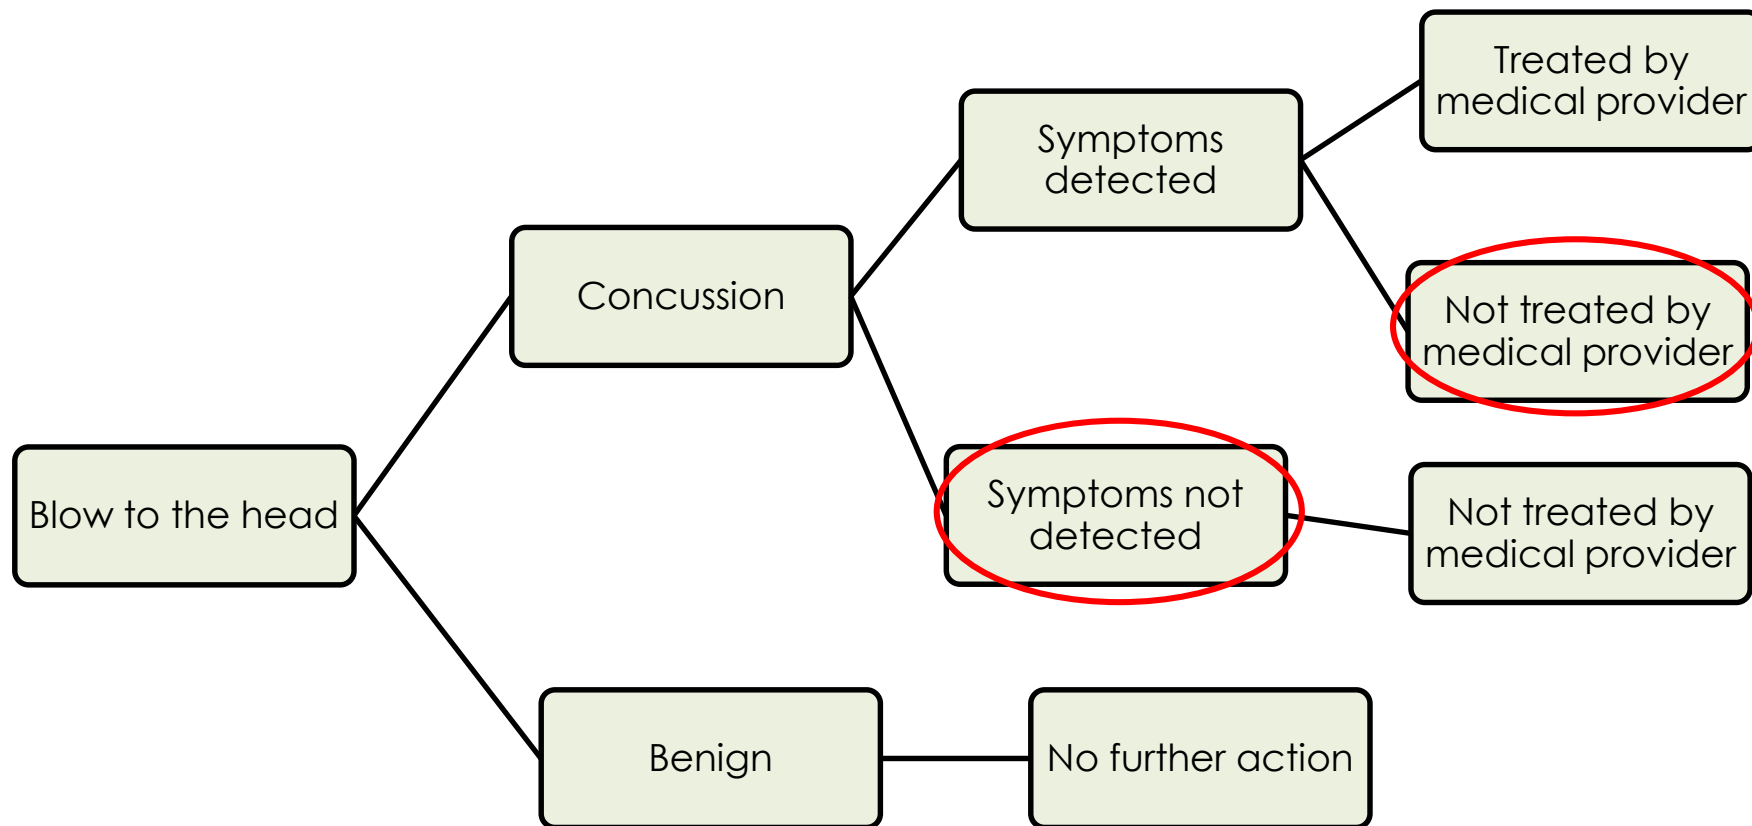 Treated by
medical provider
Symptoms
detected
Concussion
Not treated by
medical provider
Blow to the head
Symptoms not
detected
Not treated by
medical provider
Benign
No further action